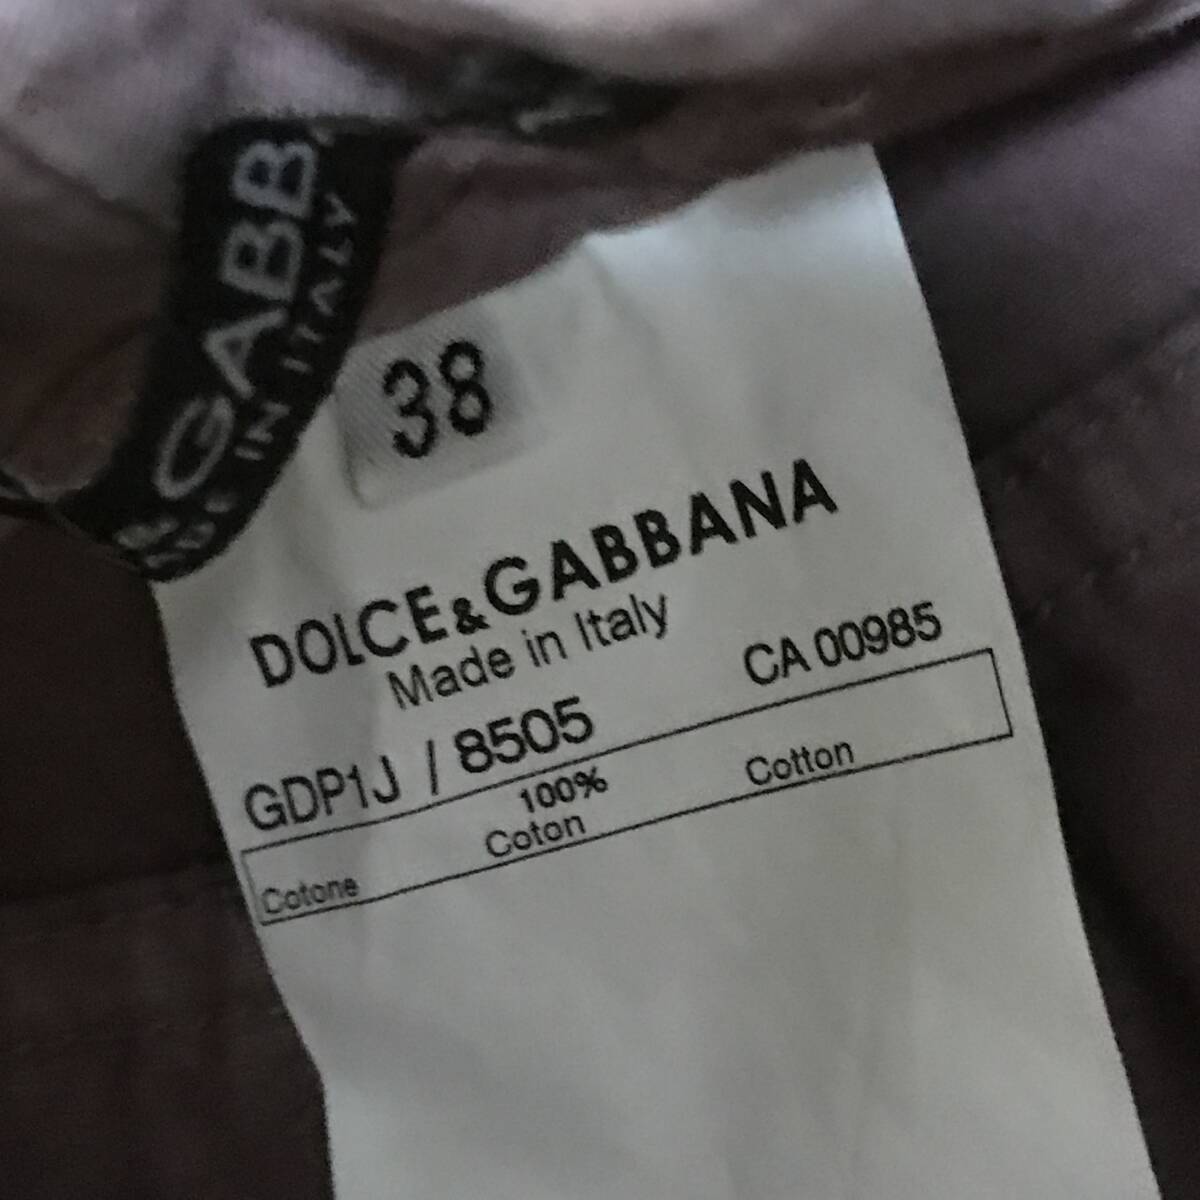 GABB
IN ITALY
38
DOLCE&GABBANA
Made in Italy
GDP1J / 8505 CA 00985
100%
Cotone Coton Cotton